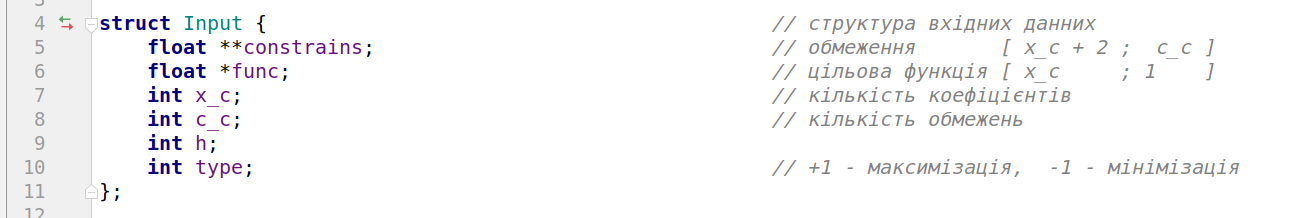 3
4 struct Input { // структура вхідних данних
5 float **constrains; // обмеження [ x_c + 2 ; c_c ]
6 float *func; // цільова функція [ x_c ; 1 ]
7 int x_c; // кількість коефіцієнтів
8 int c_c; // кількість обмежень
9 int h;
10 int type; // +1 - максимізація, -1 - мінімізація
11 };
12